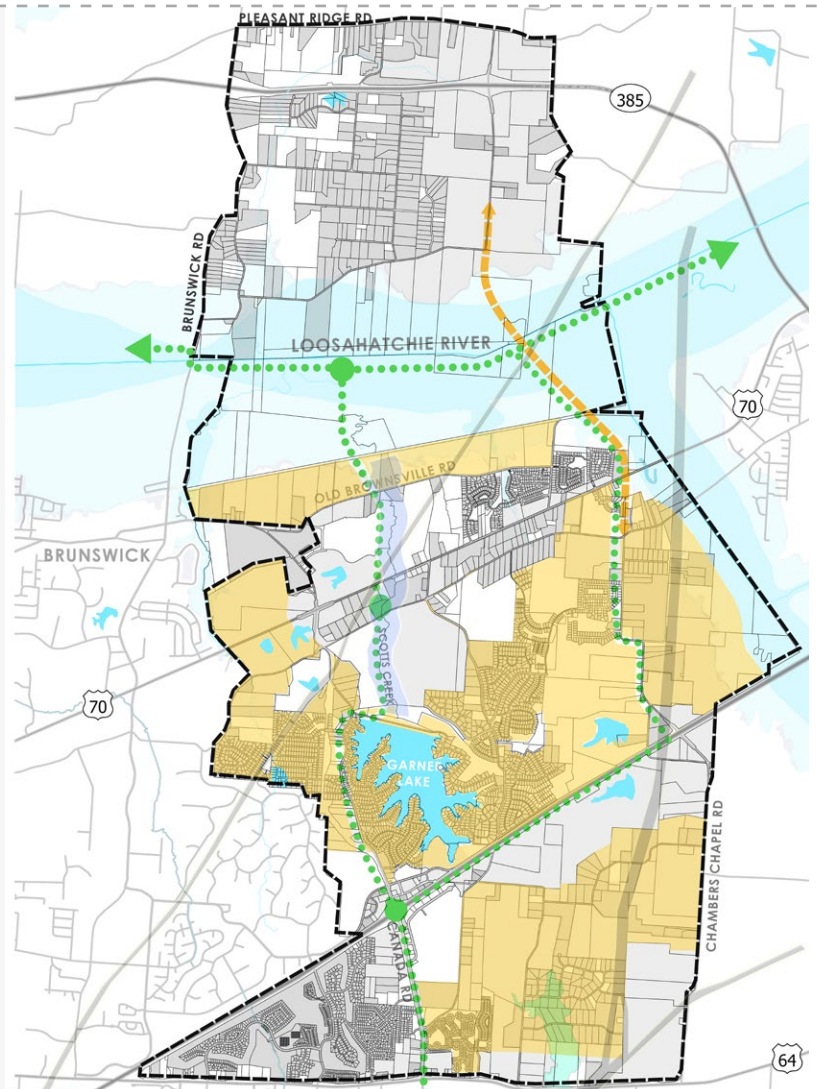 PLEASANT RIDGE RD
385
BRUNSWICK RD
LOOSAHATCHIE RIVER
70
OLD BROWNSVILLE RD
BRUNSWICK
SCOTTS CREEK
70
GARNER
LAKE
CHAMBERS CHAPEL RD
CANADA RD
64